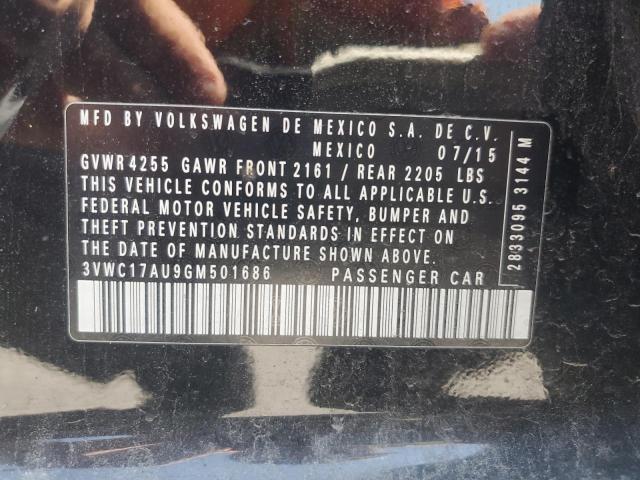 MFD BY VOLKSWAGEN DE MEXICO S.A. DE C.V.
MEXICO 07/15
GVWR 4255 GAWR FRONT 2161 / REAR 2205 LBS
THIS VEHICLE CONFORMS TO ALL APPLICABLE U.S.
FEDERAL MOTOR VEHICLE SAFETY, BUMPER AND
THEFT PREVENTION STANDARDS IN EFFECT ON
THE DATE OF MANUFACTURE SHOWN ABOVE.
3VWC17AU9GM501686 PASSENGER CAR
2833095 3144 M